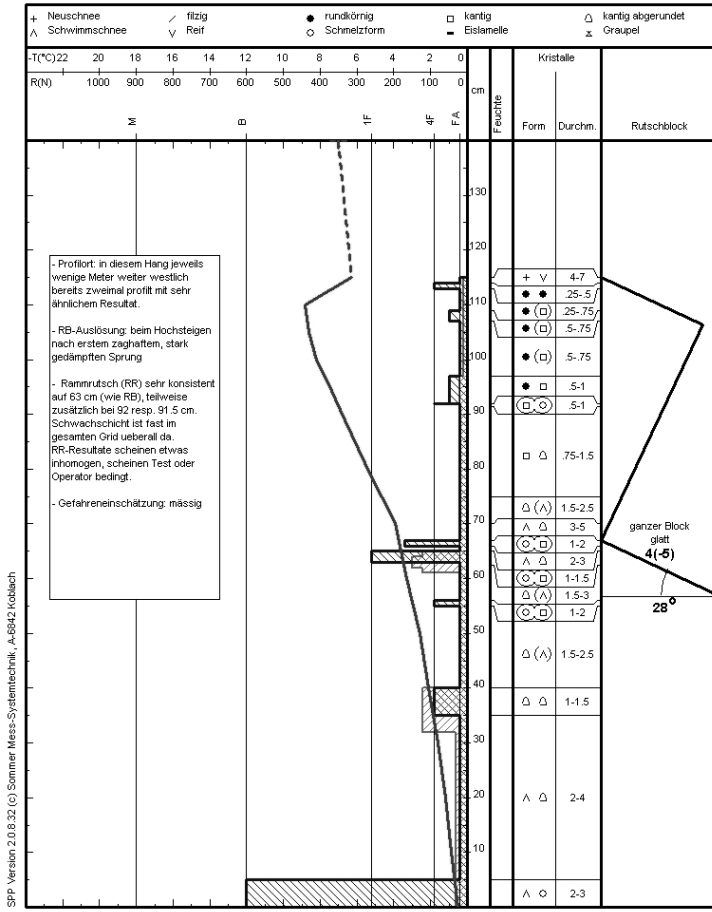 + Neuschnee / filzig ● rundkörnig □ kantig kantig abgerundet
∧ Schwimmschnee ∨ Reif ○ Schmelzform Eislamelle Graupel
-T(°C) 22 20 18 16 14 12 10 8 6 4 2 0
R(N) 1000 900 800 700 600 500 400 300 200 100 0
cm
Feuchte
Kristalle
Form Durchm. Rutschblock
M B 1F 4F F A
130
120
110
100
90
80
70
60
50
40
30
20
10
- Profilort: in diesem Hang jeweils
wenige Meter weiter westlich
bereits zweimal profilt mit sehr
ähnlichem Resultat.
- RB-Auslösung: beim Hochsteigen
nach erstem zaghaftem, stark
gedämpften Sprung
- Rammrutsch (RR) sehr konsistent
auf 63 cm (wie RB), teilweise
zusätzlich bei 92 resp. 91.5 cm.
Schwachschicht ist fast im
gesamten Grid ueberall da.
RR-Resultate scheinen etwas
inhomogen, scheinen Test oder
Operator bedingt.
- Gefahreneinschätzung: mässig
+ ∨ 4-7
● ● .25-.5
● (□) .25-.75
● (□) .5-.75
● (□) .5-.75
● □ .5-1
(□ ○) .5-1
□ .75-1.5
(∧) 1.5-2.5
∧ 3-5
(○ □) 1-2
∧ 2-3
(○ □) 1-1.5
(∧) 1.5-3
(○ □) 1-2
(∧) 1.5-2.5
1-1.5
∧ 2-4
∧ ○ 2-3
ganzer Block
glatt
4(-5)
28°
SPP Version 2.0.8.32 (c) Sommer Mess-Systemtechnik, A-6842 Koblach